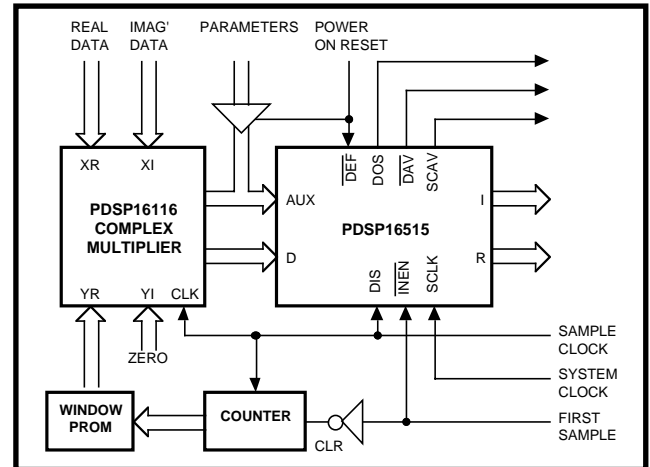 REAL DATA
IMAG' DATA
PARAMETERS
POWER ON RESET
XR
XI
PDSP16116
COMPLEX
MULTIPLIER
YR
YI
CLK
ZERO
DEF
DOS
DAV
SCAV
AUX
I
PDSP16515
D
R
DIS
INEN
SCLK
SAMPLE CLOCK
SYSTEM CLOCK
WINDOW PROM
COUNTER
CLR
FIRST SAMPLE